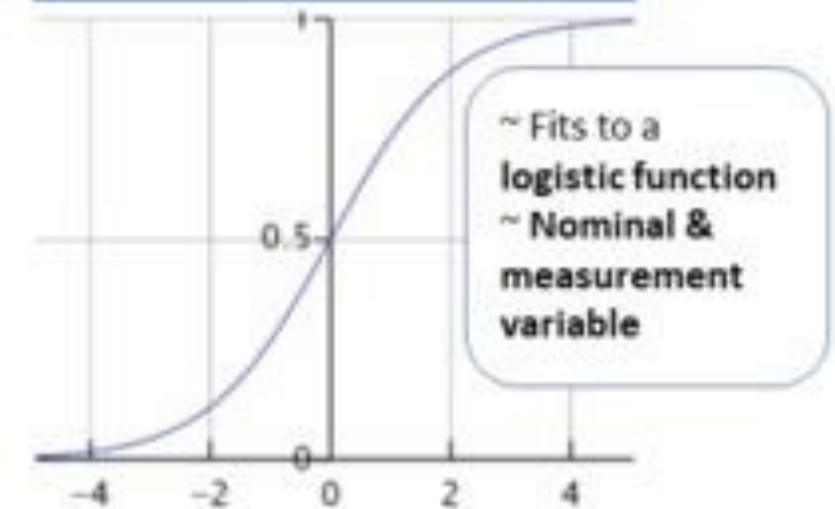 1
~ Fits to a
logistic function
~ Nominal &
measurement
variable
0.5
0
-4 -2 0 2 4